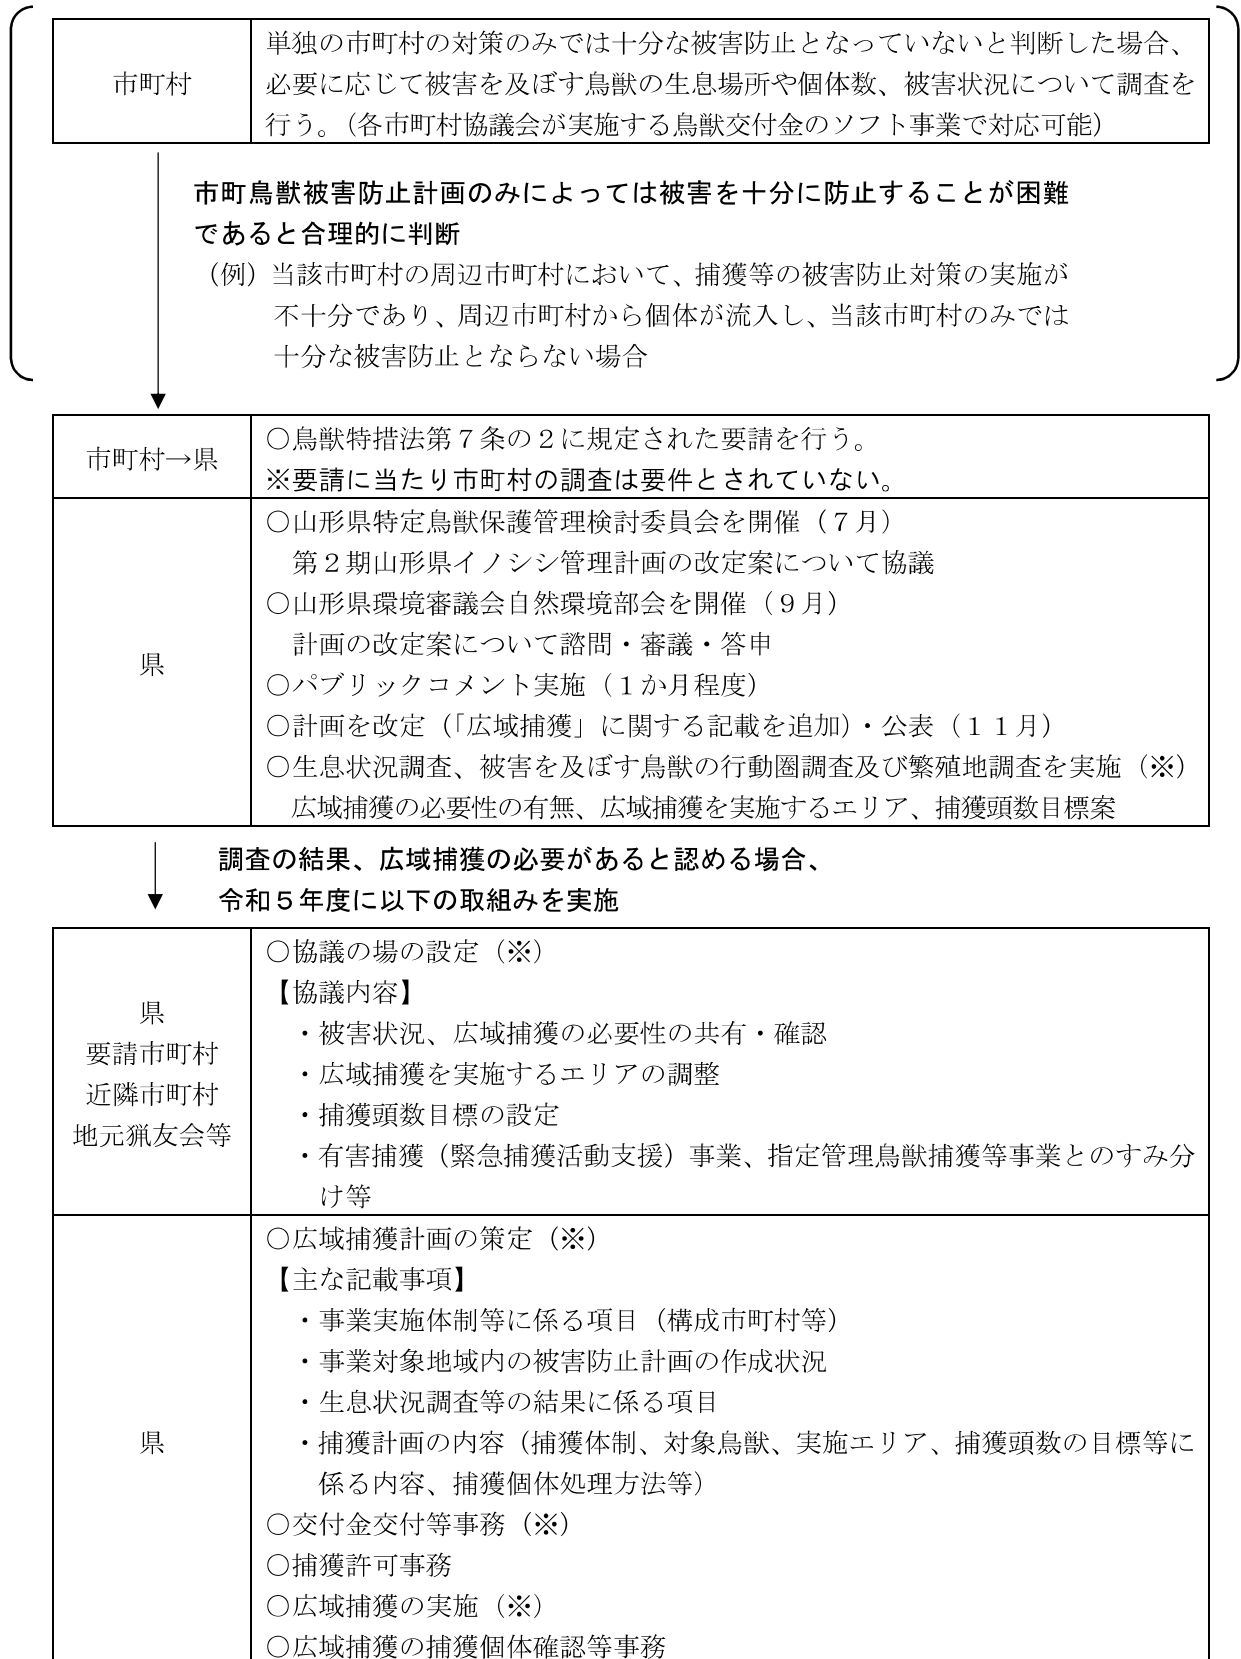 市町村
単独の市町村の対策のみでは十分な被害防止となっていないと判断した場合、
必要に応じて被害を及ぼす鳥獣の生息場所や個体数、被害状況について調査を
行う。（各市町村協議会が実施する鳥獣交付金のソフト事業で対応可能）
市町鳥獣被害防止計画のみによっては被害を十分に防止することが困難
であると合理的に判断
（例）当該市町村の周辺市町村において、捕獲等の被害防止対策の実施が
不十分であり、周辺市町村から個体が流入し、当該市町村のみでは
十分な被害防止とならない場合
市町村→県
○鳥獣特措法第７条の２に規定された要請を行う。
※要請に当たり市町村の調査は要件とされていない。
県
○山形県特定鳥獣保護管理検討委員会を開催（７月）
第２期山形県イノシシ管理計画の改定案について協議
○山形県環境審議会自然環境部会を開催（９月）
計画の改定案について諮問・審議・答申
○パブリックコメント実施（１か月程度）
○計画を改定（「広域捕獲」に関する記載を追加）・公表（１１月）
○生息状況調査、被害を及ぼす鳥獣の行動圏調査及び繁殖地調査を実施（※）
広域捕獲の必要性の有無、広域捕獲を実施するエリア、捕獲頭数目標案
調査の結果、広域捕獲の必要があると認める場合、
令和５年度に以下の取組みを実施
県
要請市町村
近隣市町村
地元猟友会等
○協議の場の設定（※）
【協議内容】
・被害状況、広域捕獲の必要性の共有・確認
・広域捕獲を実施するエリアの調整
・捕獲頭数目標の設定
・有害捕獲（緊急捕獲活動支援）事業、指定管理鳥獣捕獲等事業とのすみ分
け等
県
○広域捕獲計画の策定（※）
【主な記載事項】
・事業実施体制等に係る項目（構成市町村等）
・事業対象地域内の被害防止計画の作成状況
・生息状況調査等の結果に係る項目
・捕獲計画の内容（捕獲体制、対象鳥獣、実施エリア、捕獲頭数の目標等に
係る内容、捕獲個体処理方法等）
○交付金交付等事務（※）
○捕獲許可事務
○広域捕獲の実施（※）
○広域捕獲の捕獲個体確認等事務